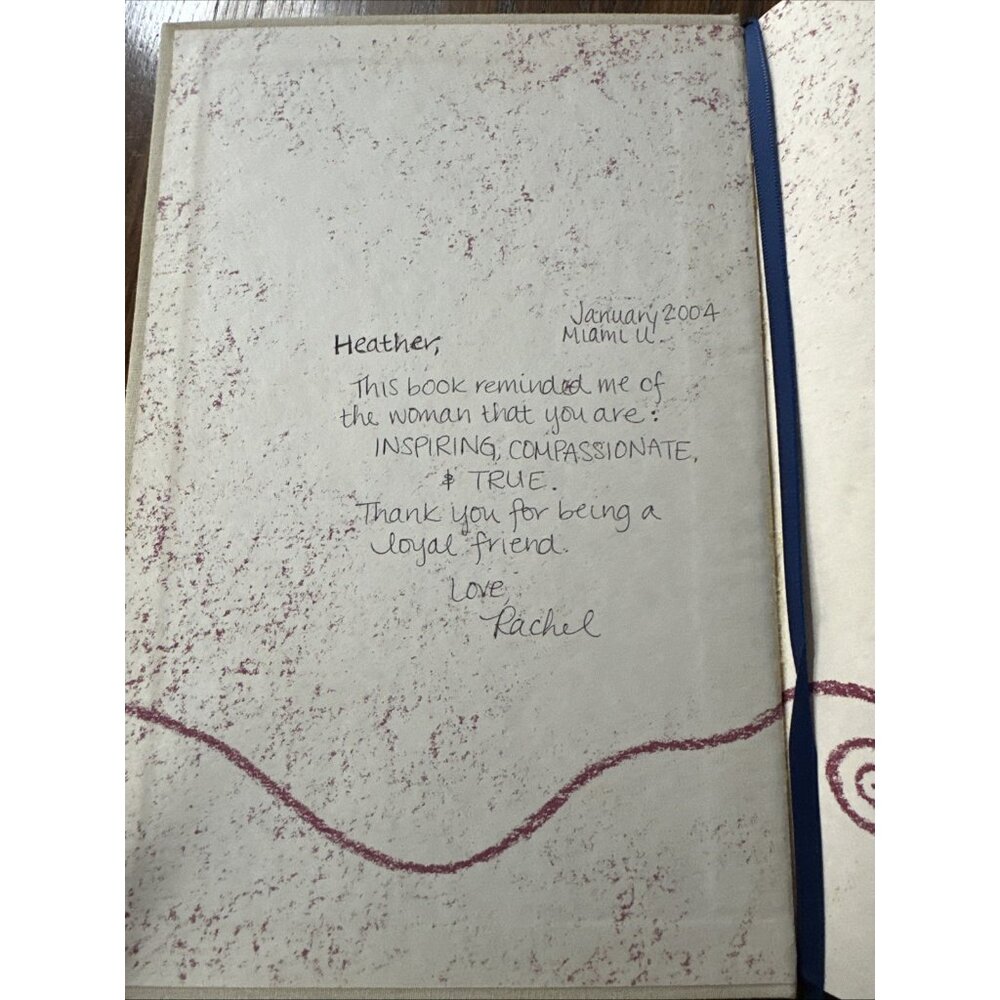 January 2004
Miami U.
Heather,
This book reminded me of
the woman that you are:
INSPIRING, COMPASSIONATE,
& TRUE.
Thank you for being a
loyal friend.
Love
Rachel